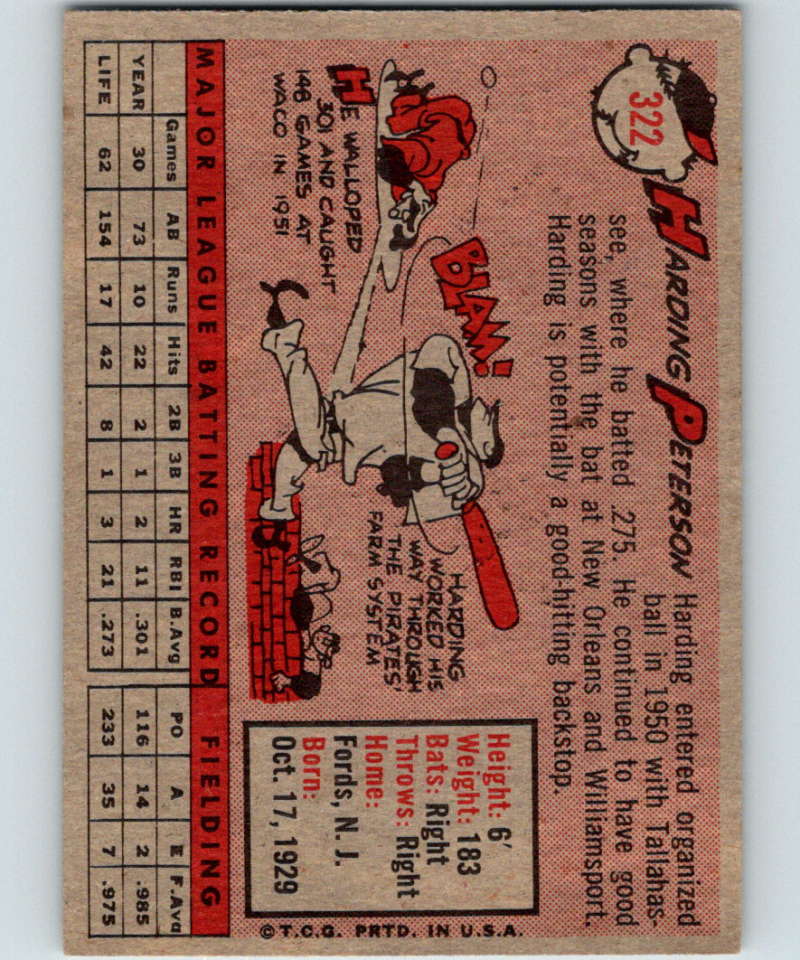 322
HARDING PETERSON
Harding entered organized
ball in 1950 with Tallahas-
see, where he batted .275. He continued to have good
seasons with the bat at New Orleans and Williamsport.
Harding is potentially a good-hitting backstop.
BLAM!
HE WALLOPED
301 AND CAUGHT
148 GAMES AT
WACO IN 1951
HARDING
WORKED HIS
WAY THROUGH
THE PIRATES'
FARM SYSTEM
Height: 6'
Weight: 183
Bats: Right
Throws: Right
Home:
Fords, N. J.
Born:
Oct. 17, 1929
MAJOR LEAGUE BATTING RECORD FIELDING
Games AB Runs Hits 2B 3B HR RBI B.Avg PO A E F.Avg
YEAR 30 73 10 22 2 1 2 11 .301 116 14 2 .985
LIFE 62 154 17 42 8 1 3 21 .273 233 35 7 .975
© T.C.G. PRTD. IN U.S.A.